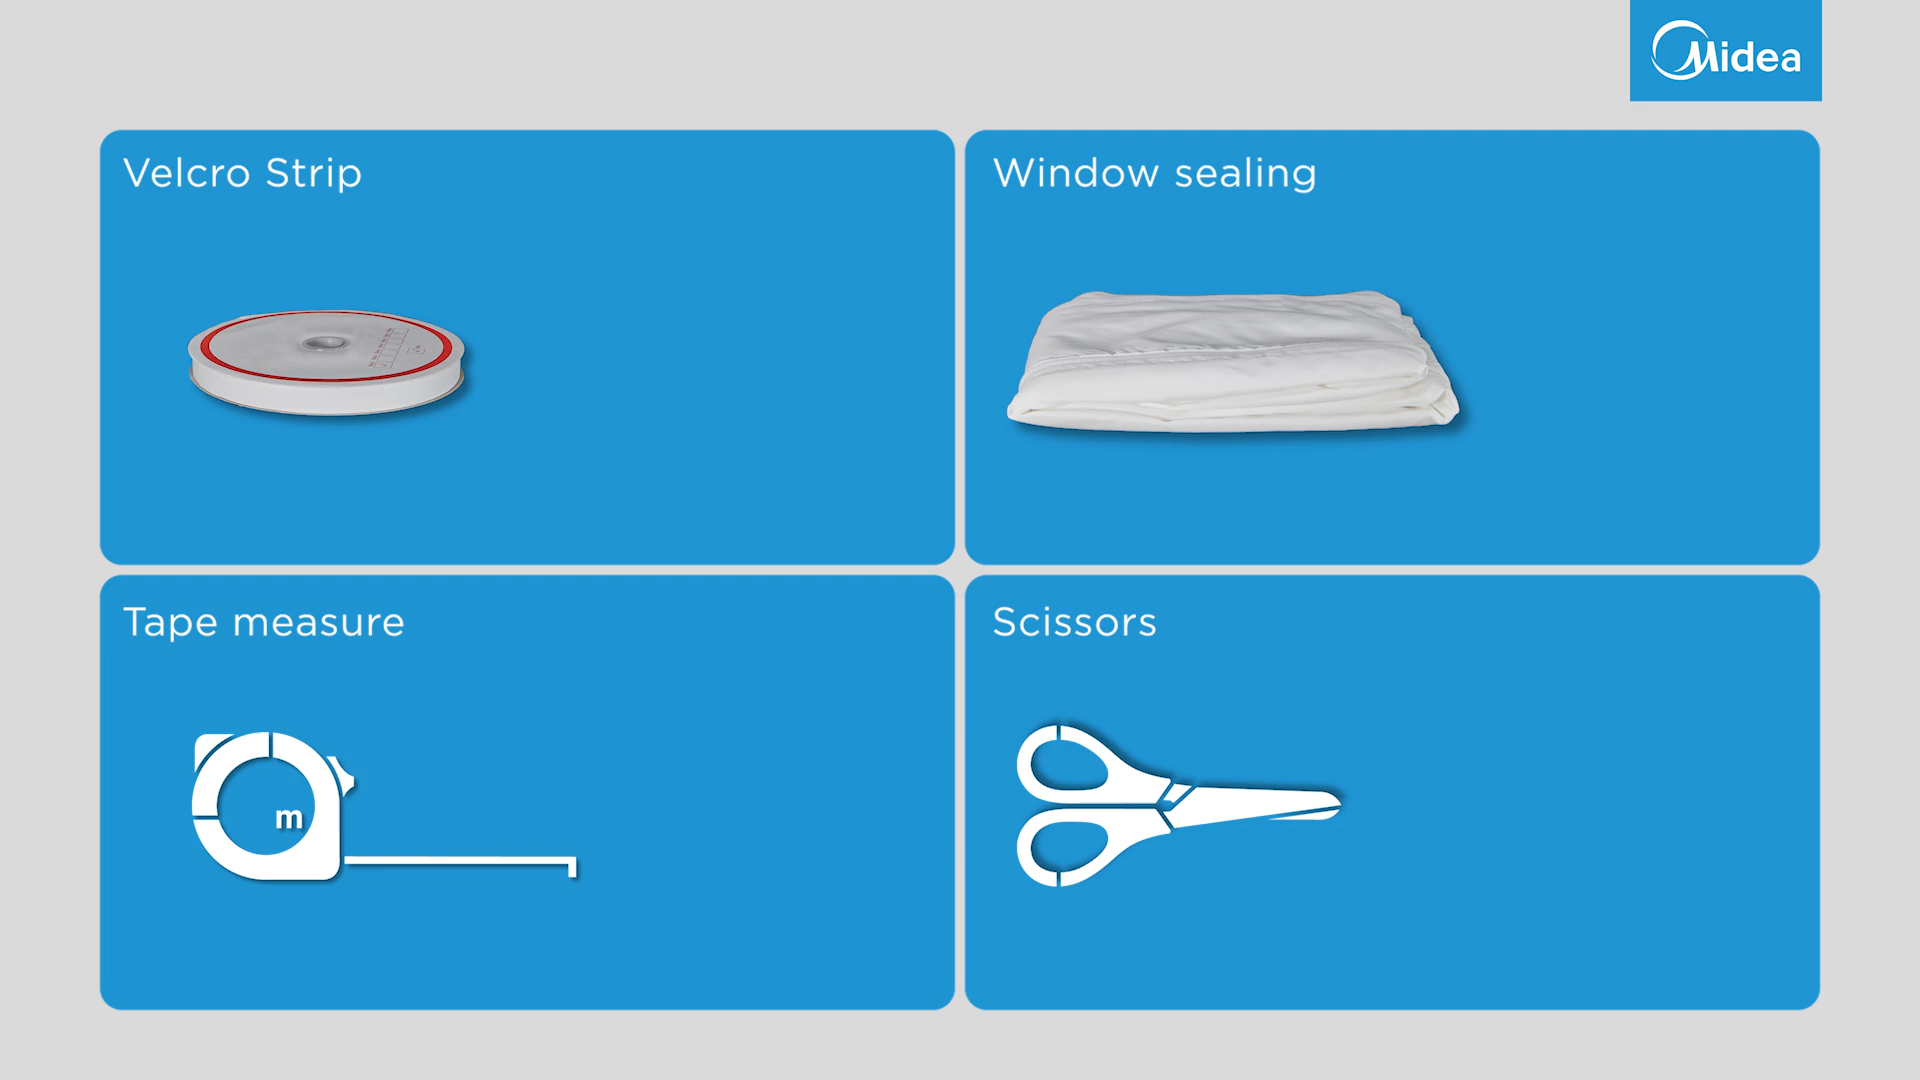 Midea
Velcro Strip
Window sealing
Tape measure
m
Scissors